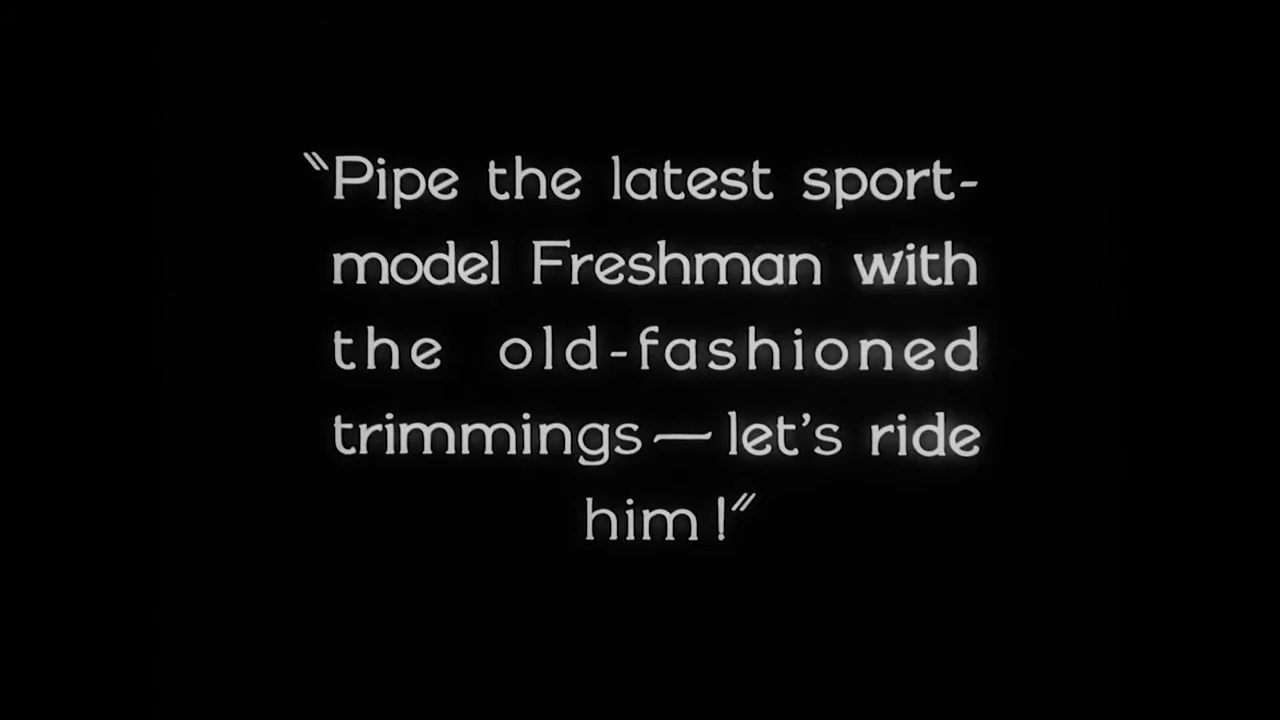 "Pipe the latest sport-
model Freshman with
the old-fashioned
trimmings — let's ride
him!"